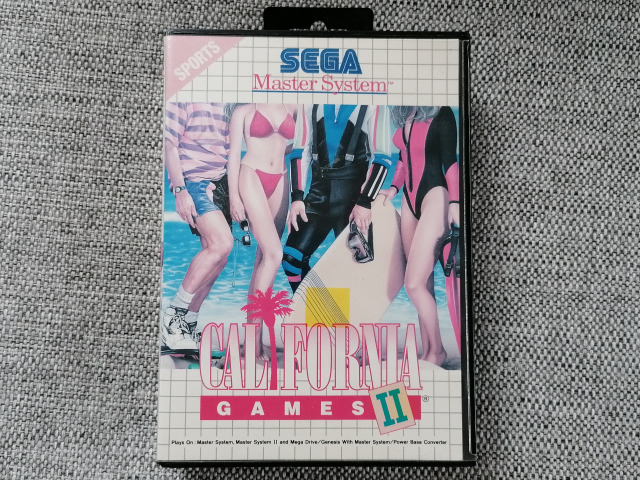 SPORTS
SEGA
Master System™
CALIFORNIA
GAMES II ®
Plays On : Master System, Master System II and Mega Drive/Genesis With Master System/Power Base Converter